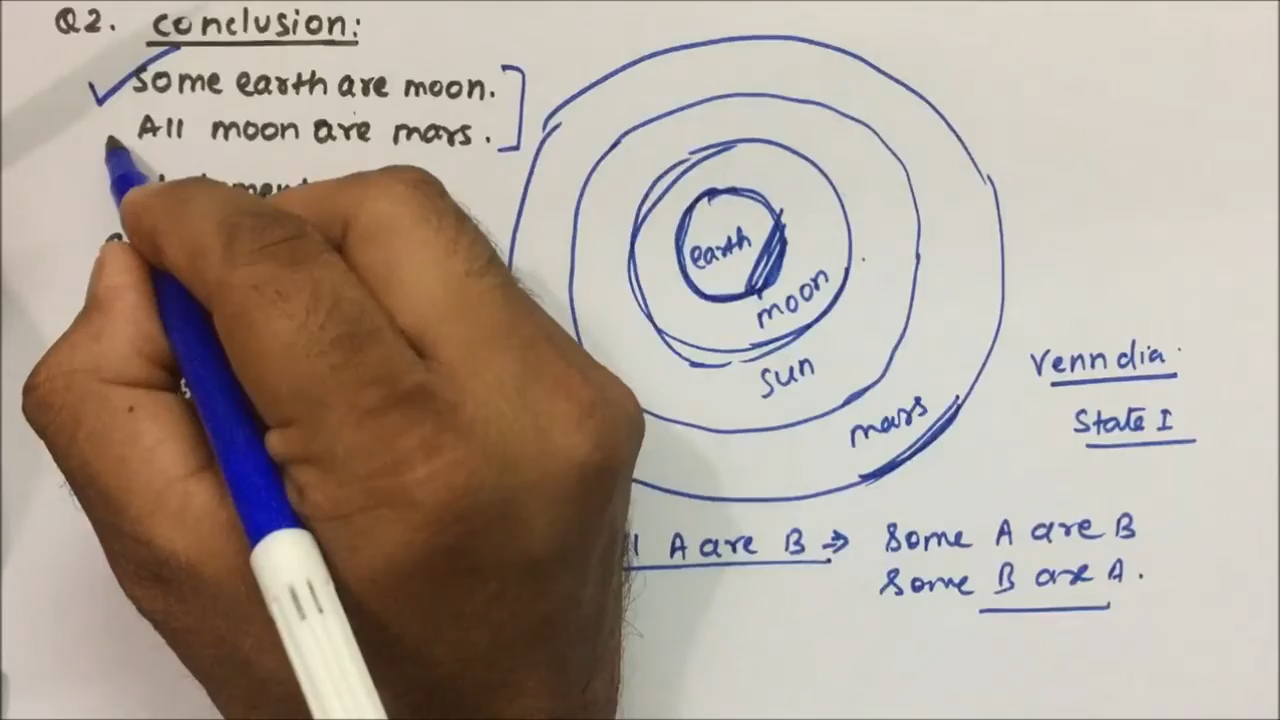 Q2. conclusion:
Some earth are moon.
All moon are mars.
earth
moon
sun
mars
Venn dia.
State I
A are B → Some A are B
Some B are A.